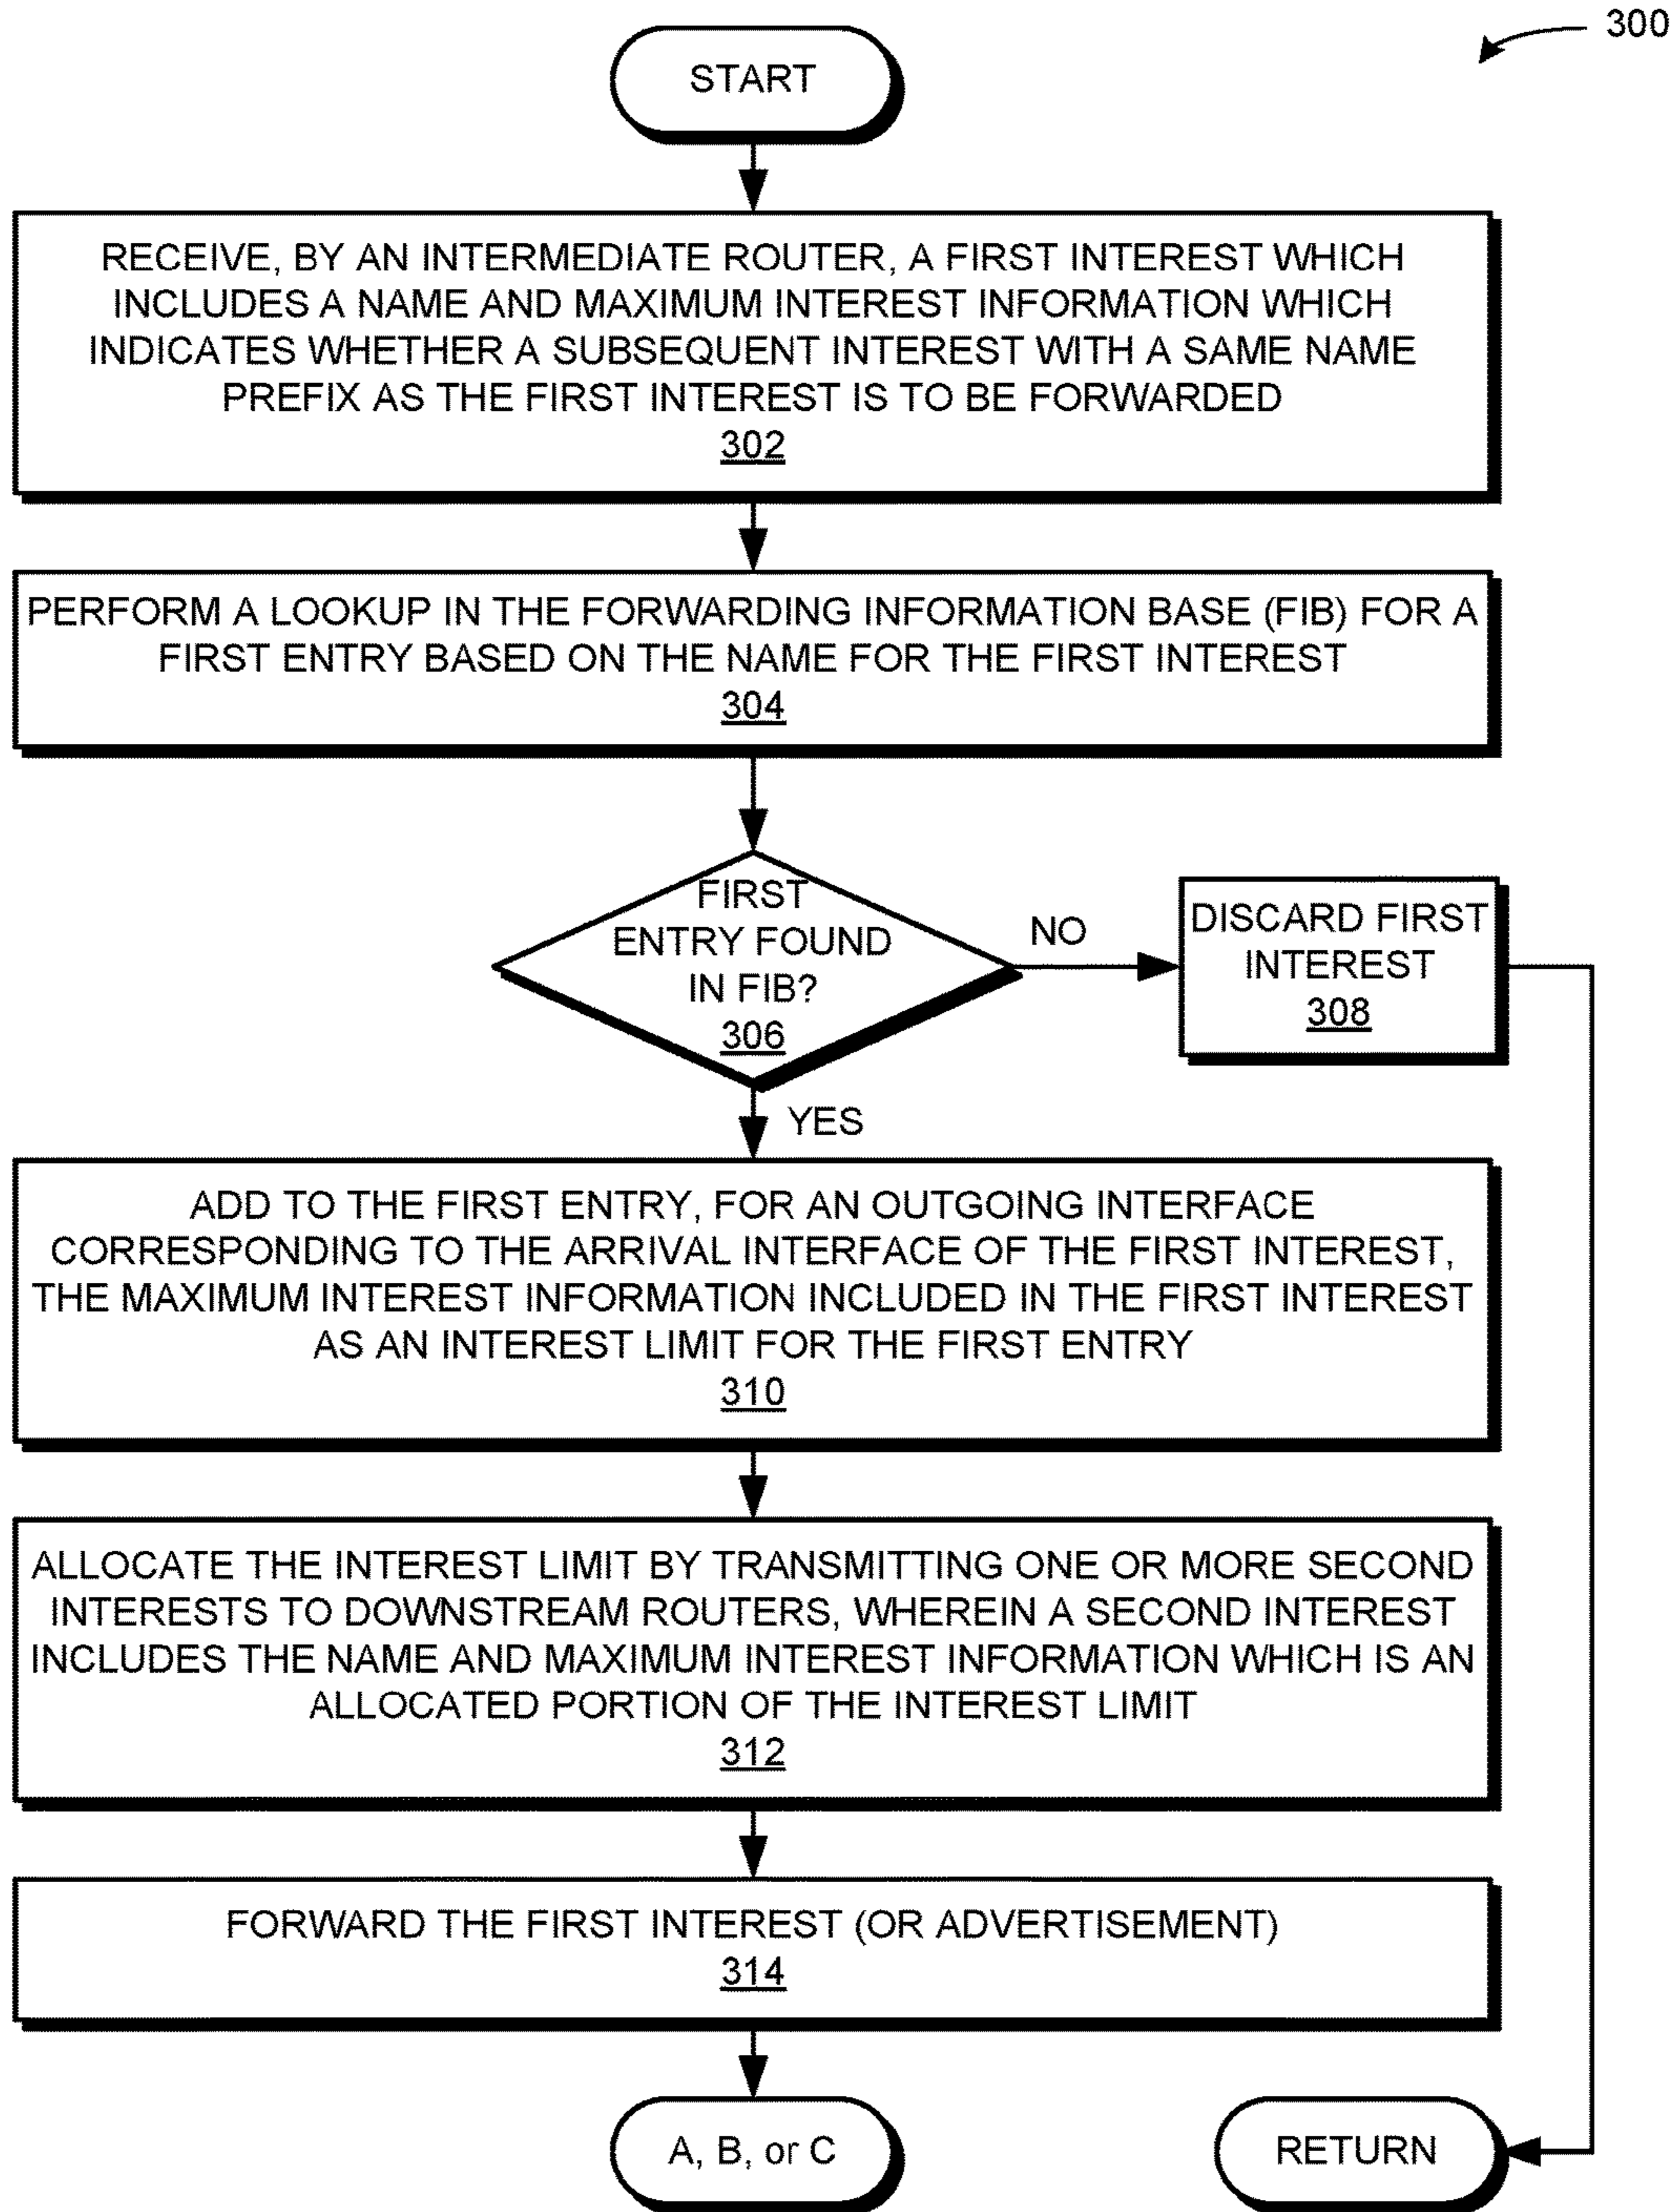 300
START
RECEIVE, BY AN INTERMEDIATE ROUTER, A FIRST INTEREST WHICH
INCLUDES A NAME AND MAXIMUM INTEREST INFORMATION WHICH
INDICATES WHETHER A SUBSEQUENT INTEREST WITH A SAME NAME
PREFIX AS THE FIRST INTEREST IS TO BE FORWARDED
302
PERFORM A LOOKUP IN THE FORWARDING INFORMATION BASE (FIB) FOR A
FIRST ENTRY BASED ON THE NAME FOR THE FIRST INTEREST
304
FIRST
ENTRY FOUND
IN FIB?
306
NO
DISCARD FIRST
INTEREST
308
YES
ADD TO THE FIRST ENTRY, FOR AN OUTGOING INTERFACE
CORRESPONDING TO THE ARRIVAL INTERFACE OF THE FIRST INTEREST,
THE MAXIMUM INTEREST INFORMATION INCLUDED IN THE FIRST INTEREST
AS AN INTEREST LIMIT FOR THE FIRST ENTRY
310
ALLOCATE THE INTEREST LIMIT BY TRANSMITTING ONE OR MORE SECOND
INTERESTS TO DOWNSTREAM ROUTERS, WHEREIN A SECOND INTEREST
INCLUDES THE NAME AND MAXIMUM INTEREST INFORMATION WHICH IS AN
ALLOCATED PORTION OF THE INTEREST LIMIT
312
FORWARD THE FIRST INTEREST (OR ADVERTISEMENT)
314
A, B, or C
RETURN